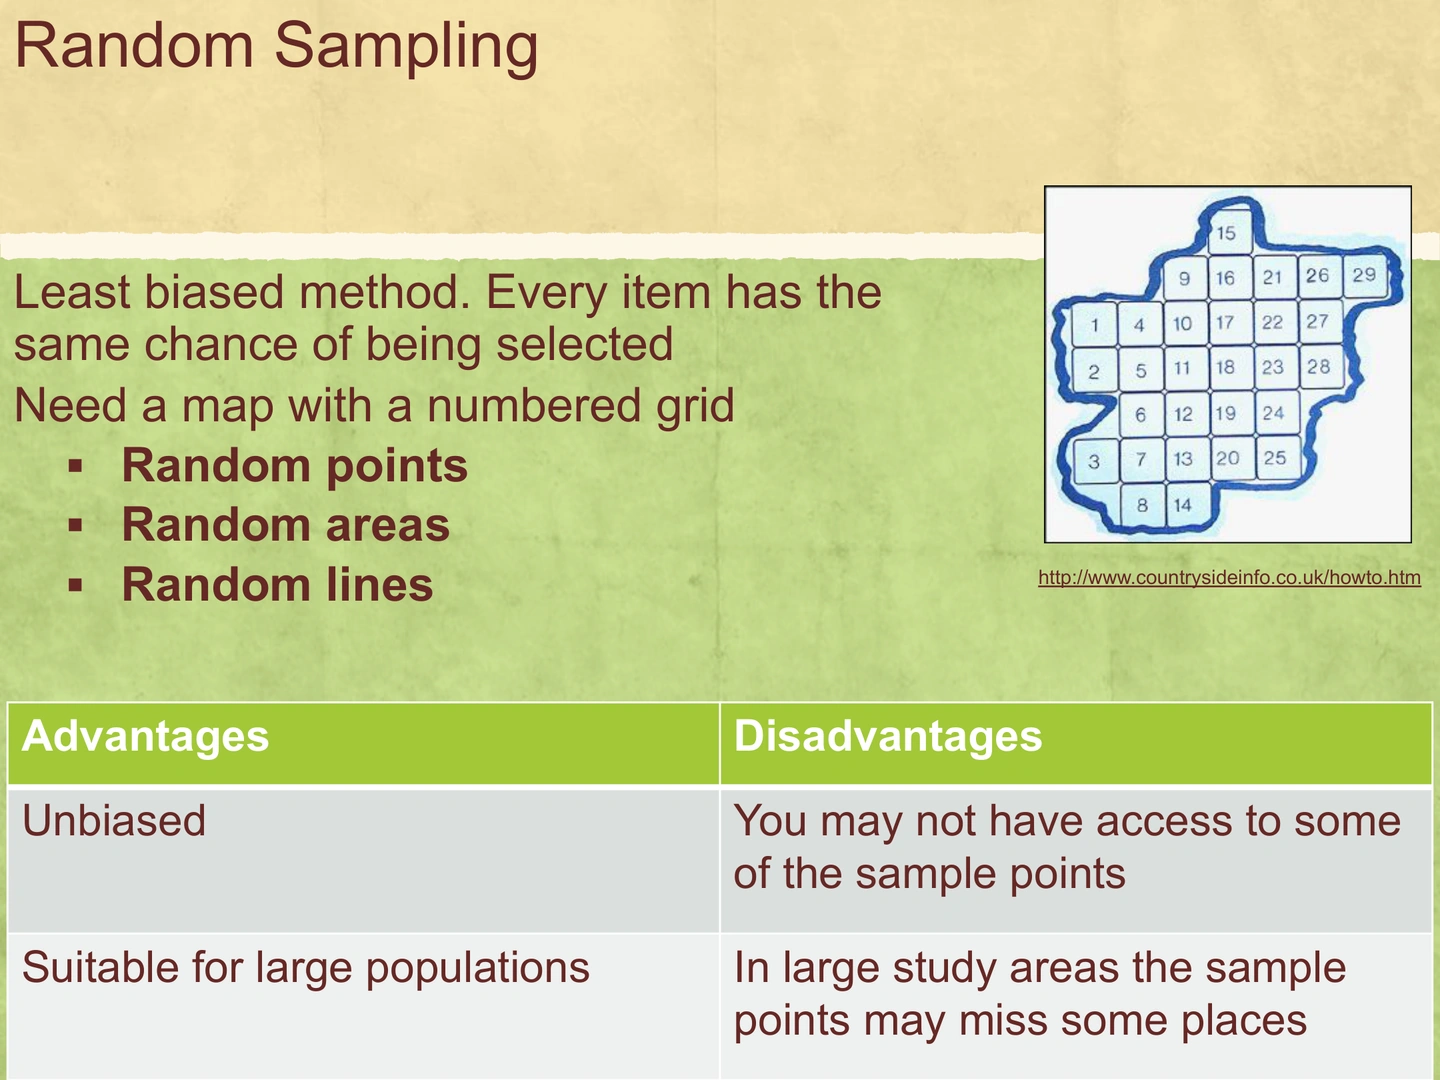 Random Sampling
Least biased method. Every item has the
same chance of being selected
Need a map with a numbered grid
▪ Random points
▪ Random areas
▪ Random lines
15
9 16 21 26 29
1 4 10 17 22 27
2 5 11 18 23 28
6 12 19 24
3 7 13 20 25
8 14
http://www.countrysideinfo.co.uk/howto.htm
Advantages
Disadvantages
Unbiased
You may not have access to some
of the sample points
Suitable for large populations
In large study areas the sample
points may miss some places